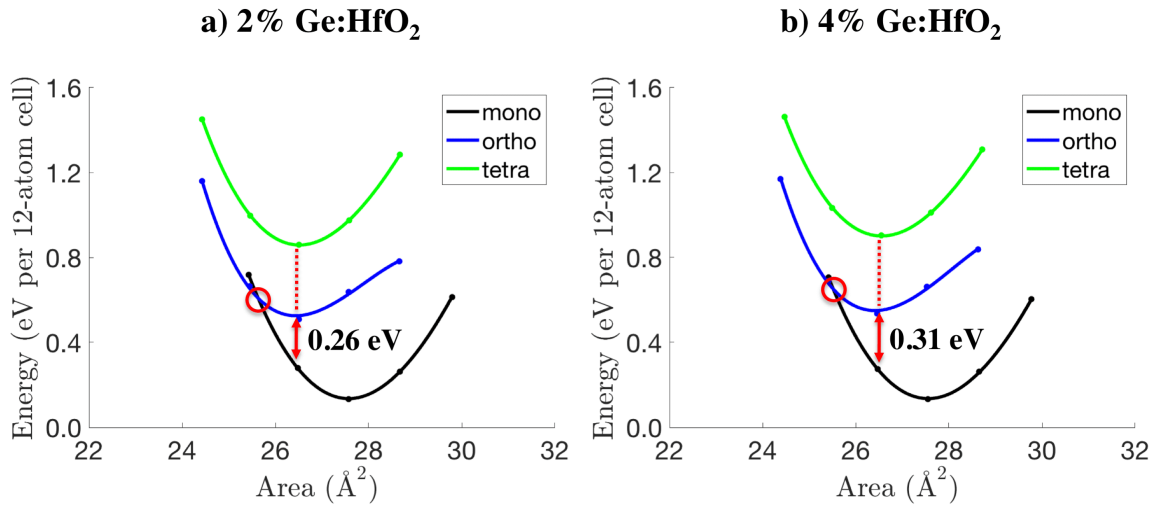 a) 2% Ge:HfO₂
b) 4% Ge:HfO₂
Energy (eV per 12-atom cell)
1.6
1.2
0.8
0.4
0.0
22
24
26
28
30
32
Area (Å²)
mono
ortho
tetra
0.26 eV
Energy (eV per 12-atom cell)
1.6
1.2
0.8
0.4
0.0
22
24
26
28
30
32
Area (Å²)
mono
ortho
tetra
0.31 eV